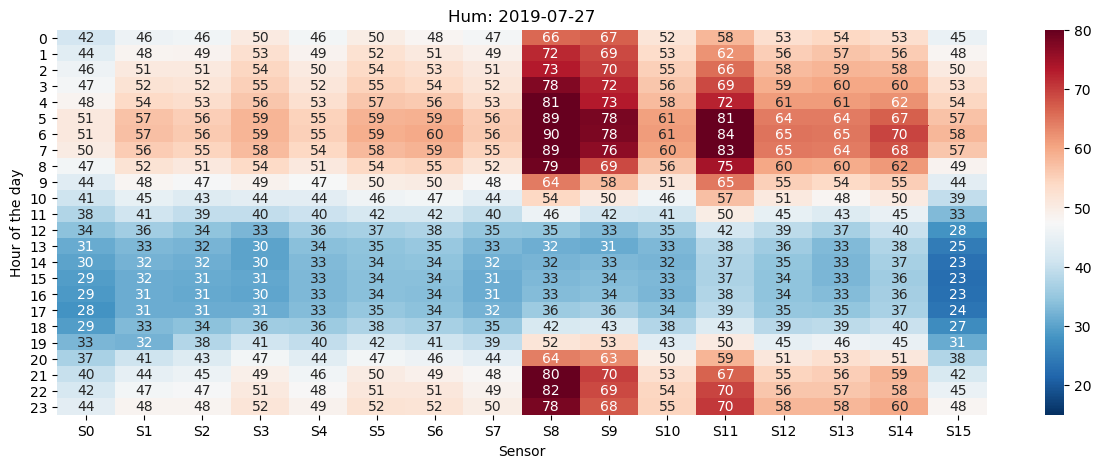 Hum: 2019-07-27
Hour of the day
0 42 46 46 50 46 50 48 47 66 67 52 58 53 54 53 45
1 44 48 49 53 49 52 51 49 72 69 53 62 56 57 56 48
2 46 51 51 54 50 54 53 51 73 70 55 66 58 59 58 50
3 47 52 52 55 52 55 54 52 78 72 56 69 59 60 60 53
4 48 54 53 56 53 57 56 53 81 73 58 72 61 61 62 54
5 51 57 56 59 55 59 59 56 89 78 61 81 64 64 67 57
6 51 57 56 59 55 59 60 56 90 78 61 84 65 65 70 58
7 50 56 55 58 54 58 59 55 89 76 60 83 65 64 68 57
8 47 52 51 54 51 54 55 52 79 69 56 75 60 60 62 49
9 44 48 47 49 47 50 50 48 64 58 51 65 55 54 55 44
10 41 45 43 44 44 46 47 44 54 50 46 57 51 48 50 39
11 38 41 39 40 40 42 42 40 46 42 41 50 45 43 45 33
12 34 36 34 33 36 37 38 35 35 33 35 42 39 37 40 28
13 31 33 32 30 34 35 35 33 32 31 33 38 36 33 38 25
14 30 32 32 30 33 34 34 32 32 33 32 37 35 33 37 23
15 29 32 31 31 33 34 34 31 33 34 33 37 34 33 36 23
16 29 31 31 30 33 34 34 31 33 34 33 38 34 33 36 23
17 28 31 31 31 33 35 34 32 36 36 34 39 35 35 37 24
18 29 33 34 36 36 38 37 35 42 43 38 43 39 39 40 27
19 33 32 38 41 40 42 41 39 52 53 43 50 45 46 45 31
20 37 41 43 47 44 47 46 44 64 63 50 59 51 53 51 38
21 40 44 45 49 46 50 49 48 80 70 53 67 55 56 59 42
22 42 47 47 51 48 51 51 49 82 69 54 70 56 57 58 45
23 44 48 48 52 49 52 52 50 78 68 55 70 58 58 60 48
S0 S1 S2 S3 S4 S5 S6 S7 S8 S9 S10 S11 S12 S13 S14 S15
Sensor
80
70
60
50
40
30
20